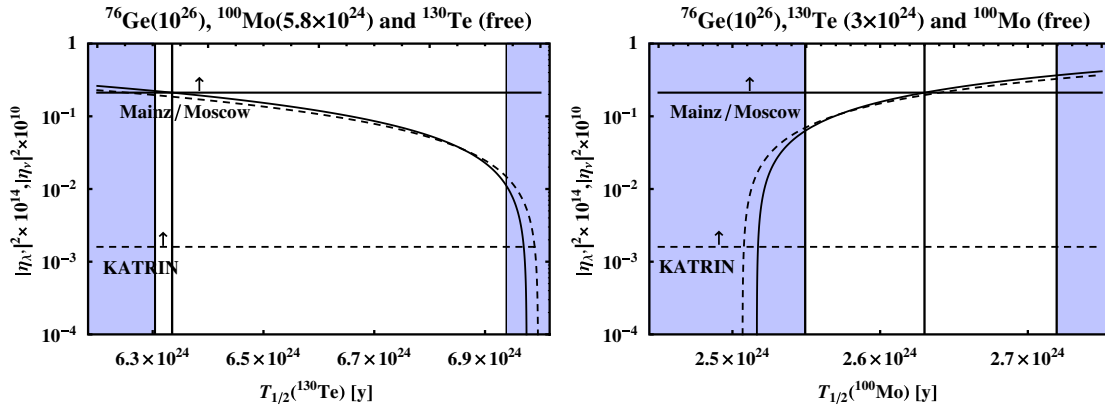 ⁷⁶Ge(10²⁶), ¹⁰⁰Mo(5.8×10²⁴) and ¹³⁰Te (free)
1
10⁻¹
10⁻²
10⁻³
10⁻⁴
|η_λ'|²×10¹⁴,|η_ν|²×10¹⁰
Mainz/Moscow
KATRIN
6.3×10²⁴
6.5×10²⁴
6.7×10²⁴
6.9×10²⁴
T₁/₂(¹³⁰Te) [y]
⁷⁶Ge(10²⁶),¹³⁰Te (3×10²⁴) and ¹⁰⁰Mo (free)
1
10⁻¹
10⁻²
10⁻³
10⁻⁴
|η_λ'|²×10¹⁴,|η_ν|²×10¹⁰
Mainz/Moscow
KATRIN
2.5×10²⁴
2.6×10²⁴
2.7×10²⁴
T₁/₂(¹⁰⁰Mo) [y]